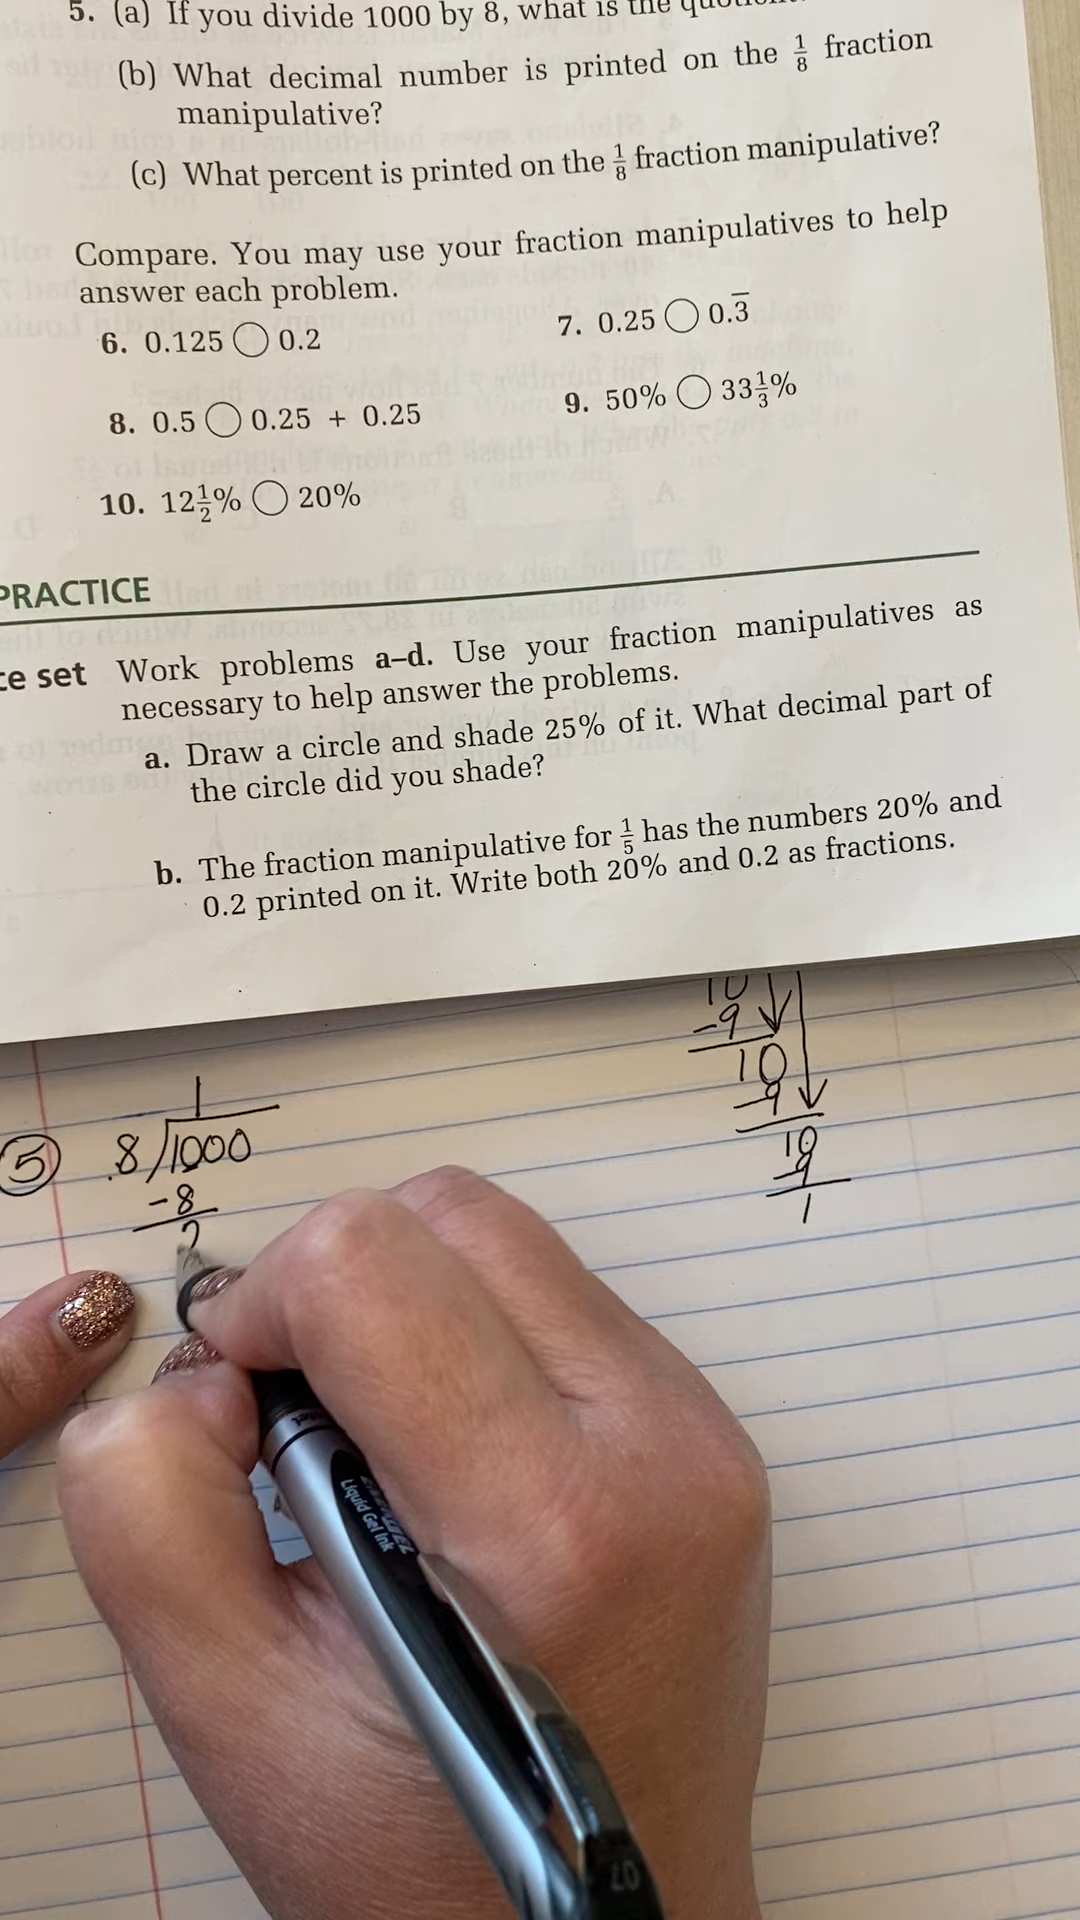 5. (a) If you divide 1000 by 8, what is the
(b) What decimal number is printed on the 1/8 fraction
manipulative?
(c) What percent is printed on the 1/8 fraction manipulative?
Compare. You may use your fraction manipulatives to help
answer each problem.
6. 0.125 ◯ 0.2
7. 0.25 ◯ 0.3̅
8. 0.5 ◯ 0.25 + 0.25
9. 50% ◯ 33 1/3%
10. 12 1/2% ◯ 20%
PRACTICE
ce set Work problems a–d. Use your fraction manipulatives as
necessary to help answer the problems.
a. Draw a circle and shade 25% of it. What decimal part of
the circle did you shade?
b. The fraction manipulative for 1/5 has the numbers 20% and
0.2 printed on it. Write both 20% and 0.2 as fractions.
10
-9
10
-9
10
-9
1
1
5 8 1000
-8
2
Liquid Gel Ink
07